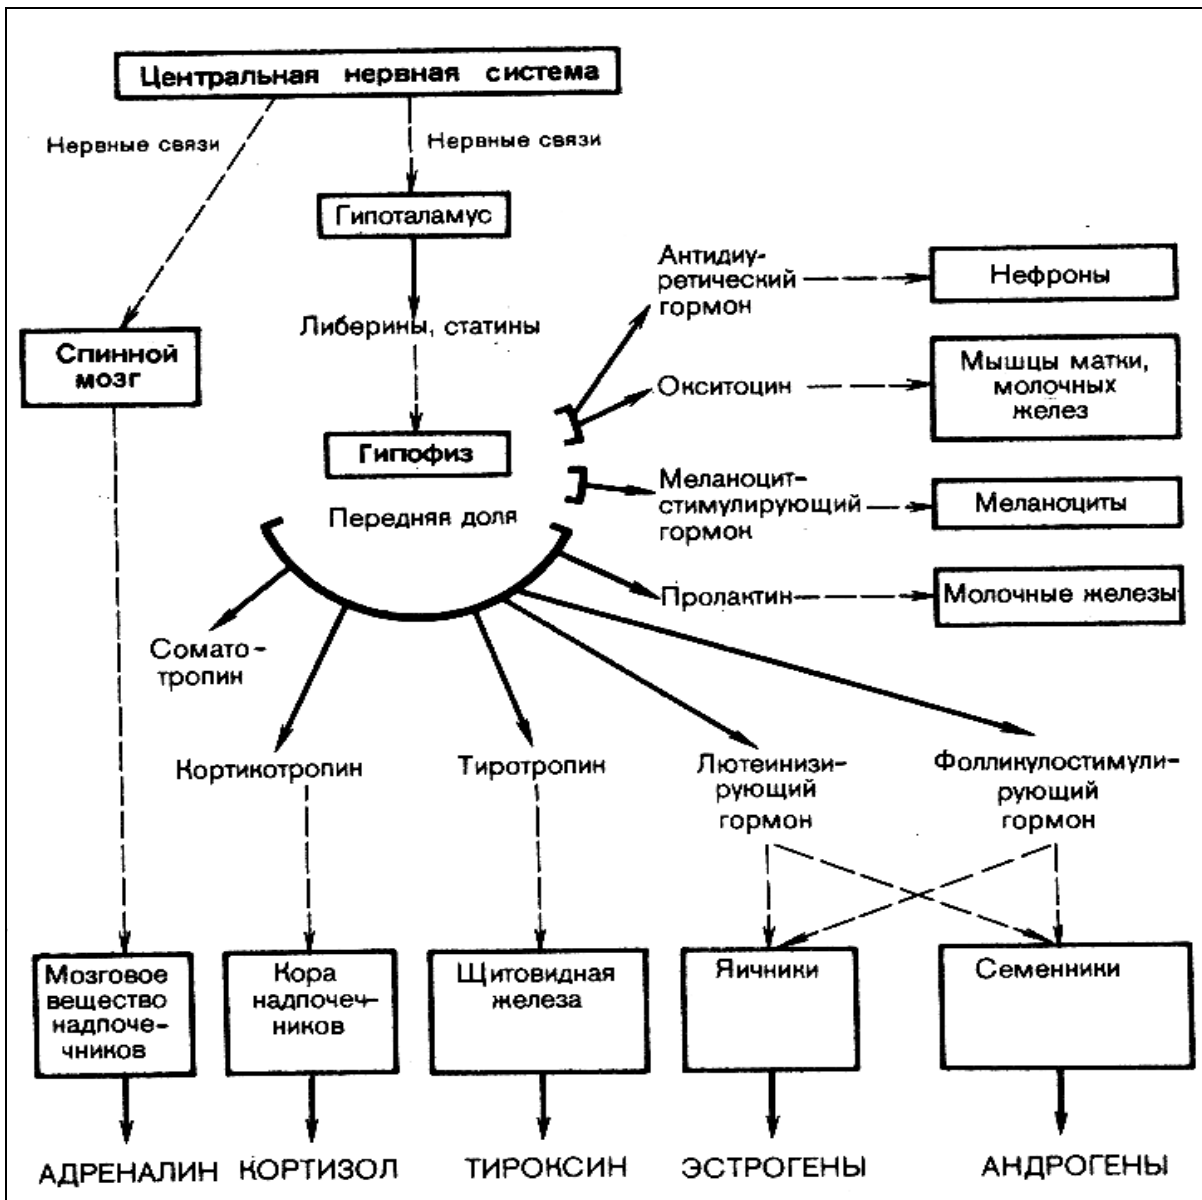 Центральная нервная система
Нервные связи
Нервные связи
Гипоталамус
Либерины, статины
Спинной
мозг
Гипофиз
Передняя доля
Антидиу-
ретический
гормон
Нефроны
Окситоцин
Мышцы матки,
молочных
желез
Меланоцит-
стимулирующий
гормон
Меланоциты
Пролактин
Молочные железы
Сомато-
тропин
Кортикотропин
Тиротропин
Лютеинизи-
рующий
гормон
Фолликулостимули-
рующий
гормон
Мозговое
вещество
надпоче-
чников
Кора
надпочеч-
ников
Щитовидная
железа
Яичники
Семенники
АДРЕНАЛИН
КОРТИЗОЛ
ТИРОКСИН
ЭСТРОГЕНЫ
АНДРОГЕНЫ